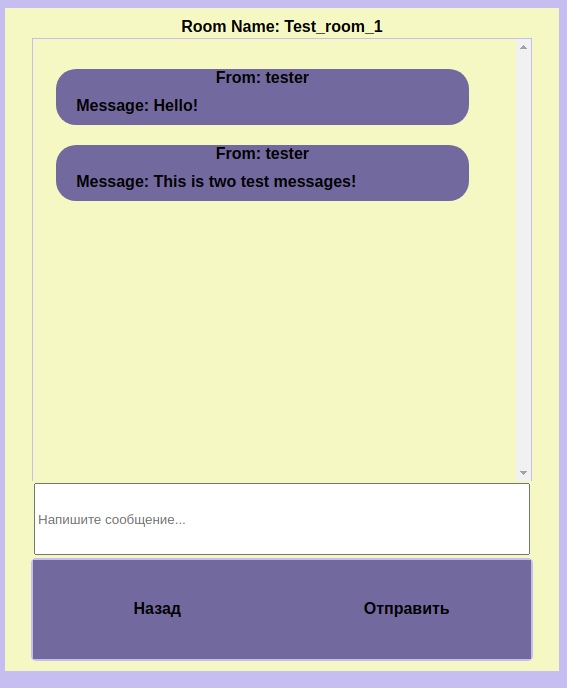 Room Name: Test_room_1
From: tester
Message: Hello!
From: tester
Message: This is two test messages!
Напишите сообщение...
Назад
Отправить